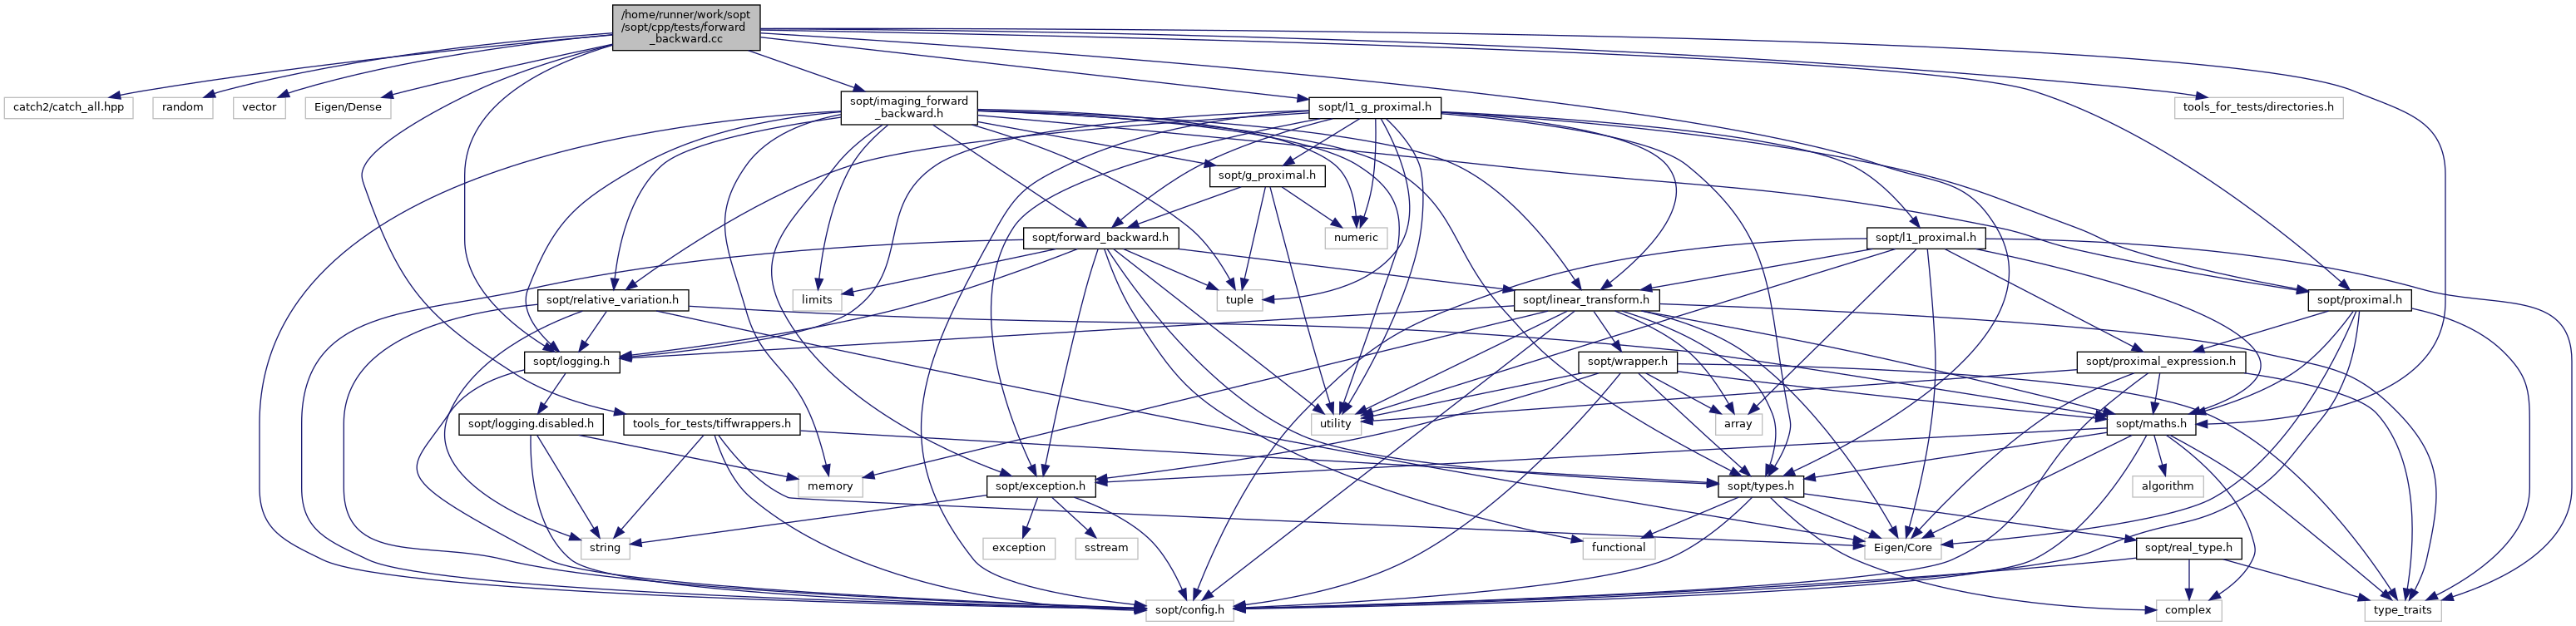 /home/runner/work/sopt
/sopt/cpp/tests/forward
_backward.cc
catch2/catch_all.hpp
random
vector
Eigen/Dense
sopt/imaging_forward
_backward.h
sopt/l1_g_proximal.h
tools_for_tests/directories.h
sopt/g_proximal.h
sopt/forward_backward.h
numeric
sopt/l1_proximal.h
sopt/relative_variation.h
limits
tuple
sopt/linear_transform.h
sopt/proximal.h
sopt/logging.h
sopt/wrapper.h
sopt/proximal_expression.h
sopt/logging.disabled.h
tools_for_tests/tiffwrappers.h
utility
array
sopt/maths.h
memory
sopt/exception.h
sopt/types.h
algorithm
string
exception
sstream
functional
Eigen/Core
sopt/real_type.h
sopt/config.h
complex
type_traits